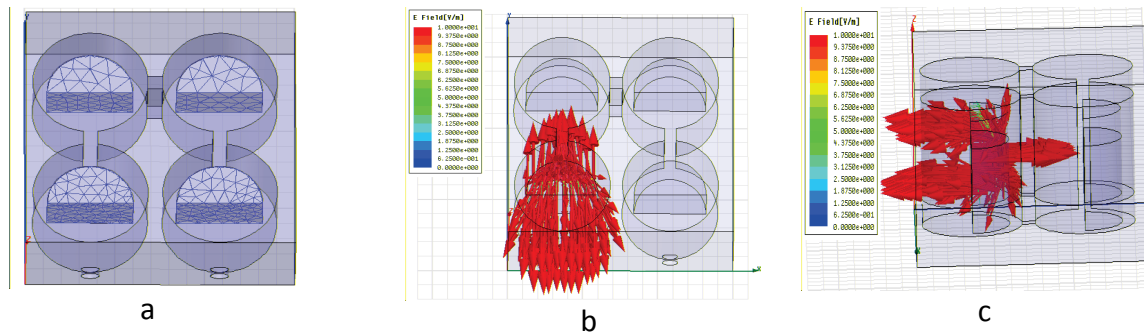 Y
Z
a
E Field[V/m]
1.0000e+001
9.3750e+000
8.7500e+000
8.1250e+000
7.5000e+000
6.8750e+000
6.2500e+000
5.6250e+000
5.0000e+000
4.3750e+000
3.7500e+000
3.1250e+000
2.5000e+000
1.8750e+000
1.2500e+000
6.2500e-001
0.0000e+000
Y
X
b
E Field[V/m]
1.0000e+001
9.3750e+000
8.7500e+000
8.1250e+000
7.5000e+000
6.8750e+000
6.2500e+000
5.6250e+000
5.0000e+000
4.3750e+000
3.7500e+000
3.1250e+000
2.5000e+000
1.8750e+000
1.2500e+000
6.2500e-001
0.0000e+000
Z
c